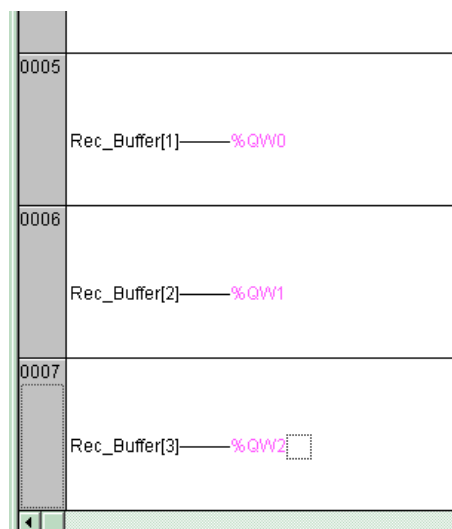 0005
Rec_Buffer[1] %QW0
0006
Rec_Buffer[2] %QW1
0007
Rec_Buffer[3] %QW2